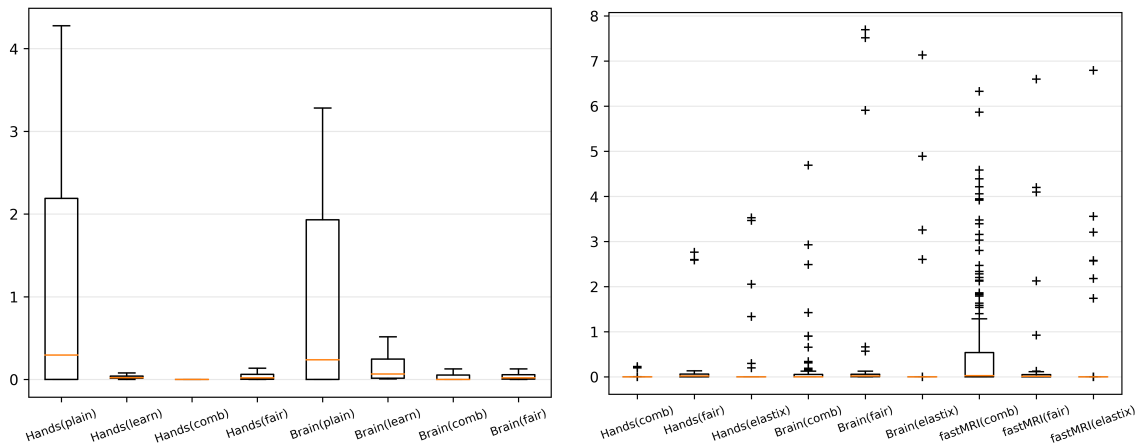 4
3
2
1
0
Hands(plain)
Hands(learn)
Hands(comb)
Hands(fair)
Brain(plain)
Brain(learn)
Brain(comb)
Brain(fair)
8
7
6
5
4
3
2
1
0
Hands(comb)
Hands(fair)
Hands(elastix)
Brain(comb)
Brain(fair)
Brain(elastix)
fastMRI(comb)
fastMRI(fair)
fastMRI(elastix)